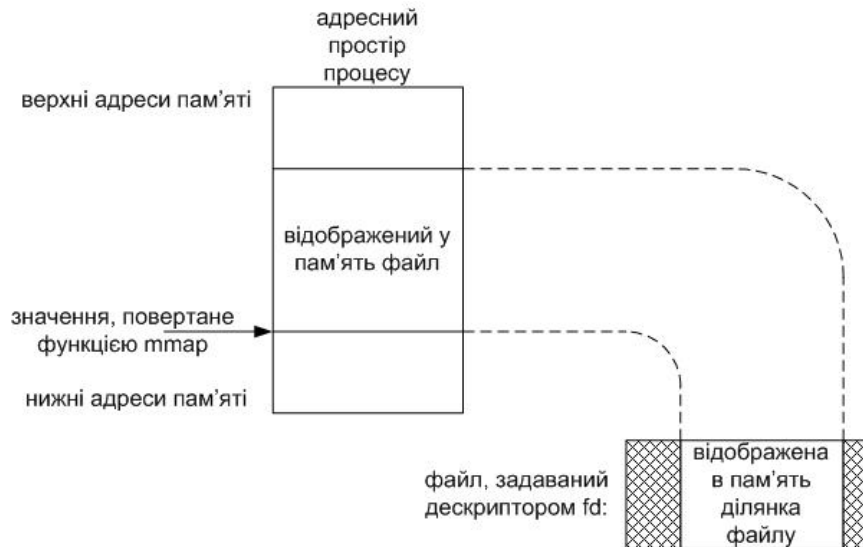 адресний
простір
процесу
верхні адреси пам’яті
відображений у
пам’ять файл
значення, повертане
функцією mmap
нижні адреси пам’яті
файл, задаваний
дескриптором fd:
відображена
в пам’ять
ділянка
файлу